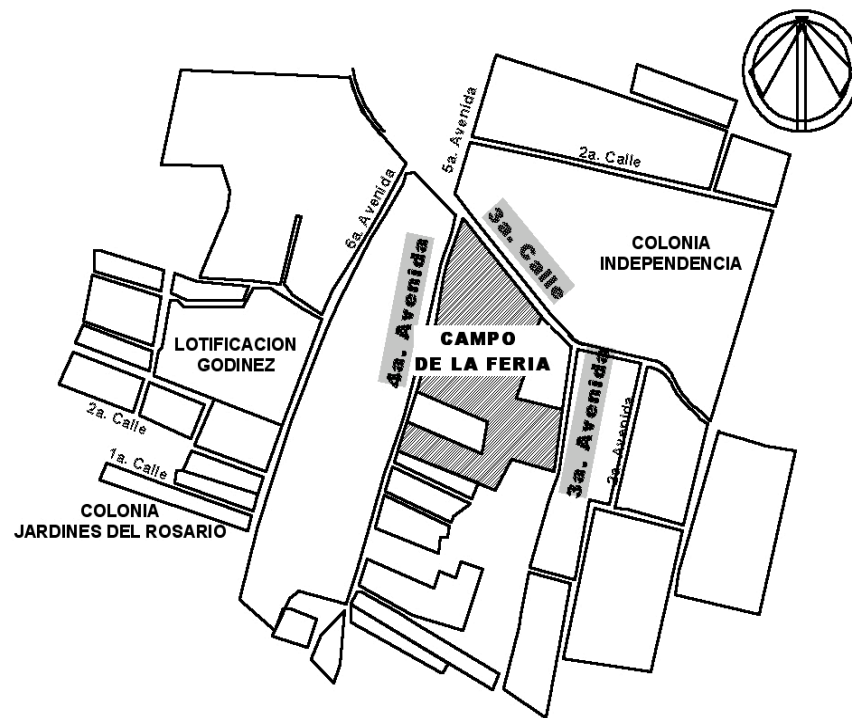 5a. Avenida
2a. Calle
6a. Avenida
3a. Calle
COLONIA
INDEPENDENCIA
4a. Avenida
CAMPO
DE LA FERIA
LOTIFICACION
GODINEZ
3a. Avenida
2a. Avenida
2a. Calle
1a. Calle
COLONIA
JARDINES DEL ROSARIO